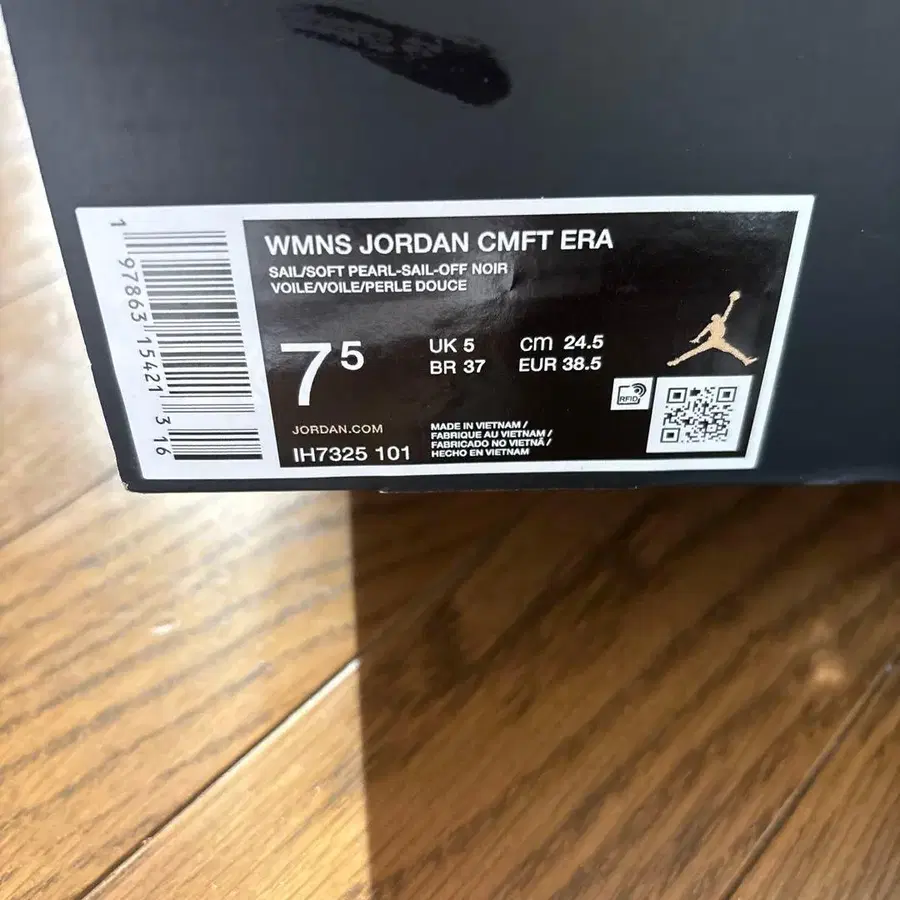 WMNS JORDAN CMFT ERA
SAIL/SOFT PEARL-SAIL-OFF NOIR
VOILE/VOILE/PERLE DOUCE
7 5
UK 5
BR 37
cm 24.5
EUR 38.5
RFID
JORDAN.COM
IH7325 101
MADE IN VIETNAM /
FABRIQUE AU VIETNAM /
FABRICADO NO VIETNÃ /
HECHO EN VIETNAM
1 97863 15421 3 16